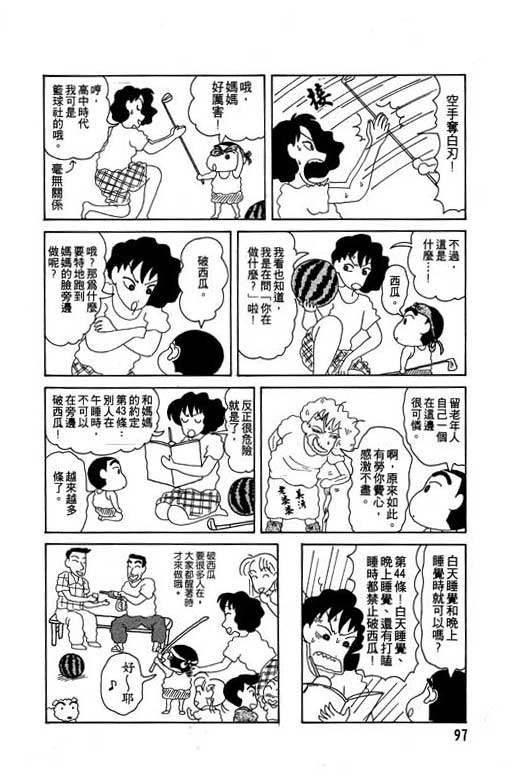 空手奪白刃！
接
哦，
媽媽
好厲害！
哼，
高中時代
我可是
籃球社的哦。
毫無關係
不過，
這是
什麼……
西瓜。
我看也知道，
我是在問「你在
做什麼？」啦！
破西瓜。
哦？那爲什麼
要特地跑到
媽媽的臉旁邊
做呢？
留老年人
自己一個
在這邊
很可憐。
啊，原來如此。
有勞你費心，
感激不盡。
反正很危險
就是了。
和媽媽
的約定
第43條：
別人在
午睡時，
不可以
在旁邊
破西瓜！
越來越多
條了。
白天睡覺和晚上
睡覺時就可以嗎？
第44條！白天睡覺、
晚上睡覺、還有打瞌
睡時都禁止破西瓜！
破西瓜
要很多人在，
大家都醒著時
才來做哦。
好～耶♪
97